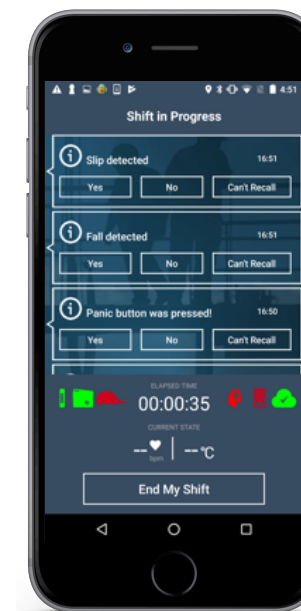 4:51
Shift in Progress
Slip detected 16:51
Yes No Can't Recall
Fall detected 16:51
Yes No Can't Recall
Panic button was pressed! 16:50
Yes No Can't Recall
ELAPSED TIME
00:00:35
CURRENT STATE
-- bpm | -- °C
End My Shift